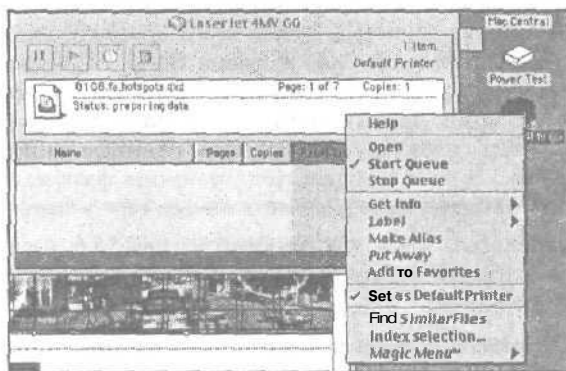 LaserJet 4MV GG
1 Item
Default Printer
0106.fe.hotspots.qxd Page: 1 of 7 Copies: 1
Status: preparing data
Name Pages Copies
Mac Central
Power Test
Help
Open
✓ Start Queue
Stop Queue
Get Info
Label
Make Alias
Put Away
Add to Favorites
✓ Set as Default Printer
Find Similar Files
Index selection...
Magic Menu™